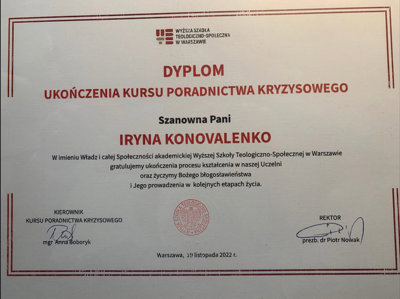 WYŻSZA SZKOŁA
TEOLOGICZNO-SPOŁECZNA
W WARSZAWIE
DYPLOM
UKOŃCZENIA KURSU PORADNICTWA KRYZYSOWEGO
Szanowna Pani
IRYNA KONOVALENKO
W imieniu Władz i całej Społeczności akademickiej Wyższej Szkoły Teologiczno-Społecznej w Warszawie
gratulujemy ukończenia procesu kształcenia w naszej Uczelni
oraz życzymy Bożego błogosławieństwa
i Jego prowadzenia w kolejnych etapach życia.
KIEROWNIK
KURSU PORADNICTWA KRYZYSOWEGO
mgr Anna Boboryk
REKTOR
prezb. dr Piotr Nowak
Warszawa, listopada 2022 r.